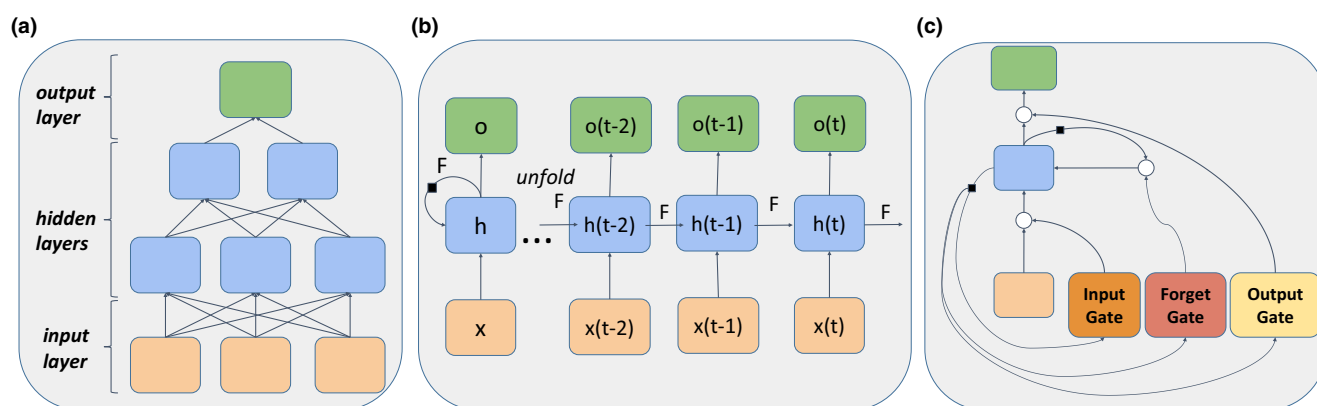 (a)
output
layer
hidden
layers
input
layer
(b)
o
o(t-2)
o(t-1)
o(t)
F
unfold
F
F
F
F
h
...
h(t-2)
h(t-1)
h(t)
x
x(t-2)
x(t-1)
x(t)
(c)
Input
Gate
Forget
Gate
Output
Gate